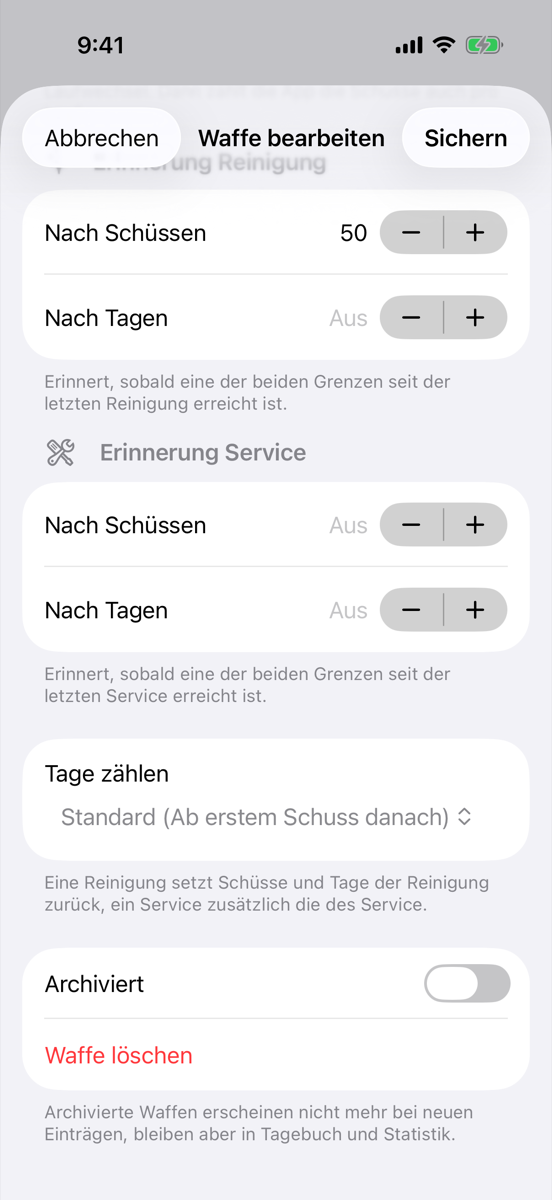 9:41
Abbrechen
Waffe bearbeiten
Sichern
Erinnerung Reinigung
Nach Schüssen
50
Nach Tagen
Aus
Erinnert, sobald eine der beiden Grenzen seit der
letzten Reinigung erreicht ist.
Erinnerung Service
Nach Schüssen
Aus
Nach Tagen
Aus
Erinnert, sobald eine der beiden Grenzen seit der
letzten Service erreicht ist.
Tage zählen
Standard (Ab erstem Schuss danach)
Eine Reinigung setzt Schüsse und Tage der Reinigung
zurück, ein Service zusätzlich die des Service.
Archiviert
Waffe löschen
Archivierte Waffen erscheinen nicht mehr bei neuen
Einträgen, bleiben aber in Tagebuch und Statistik.